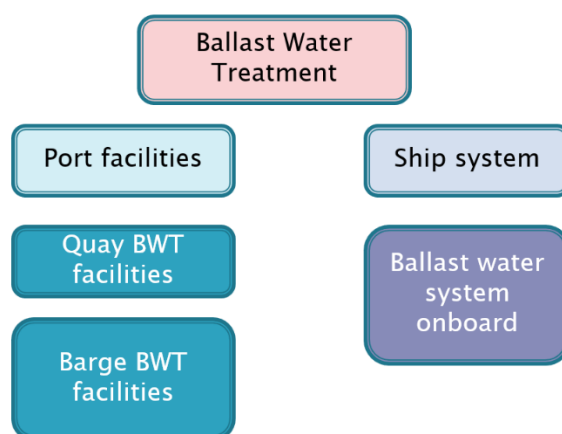 Ballast Water
Treatment
Port facilities
Ship system
Quay BWT
facilities
Ballast water
system
onboard
Barge BWT
facilities